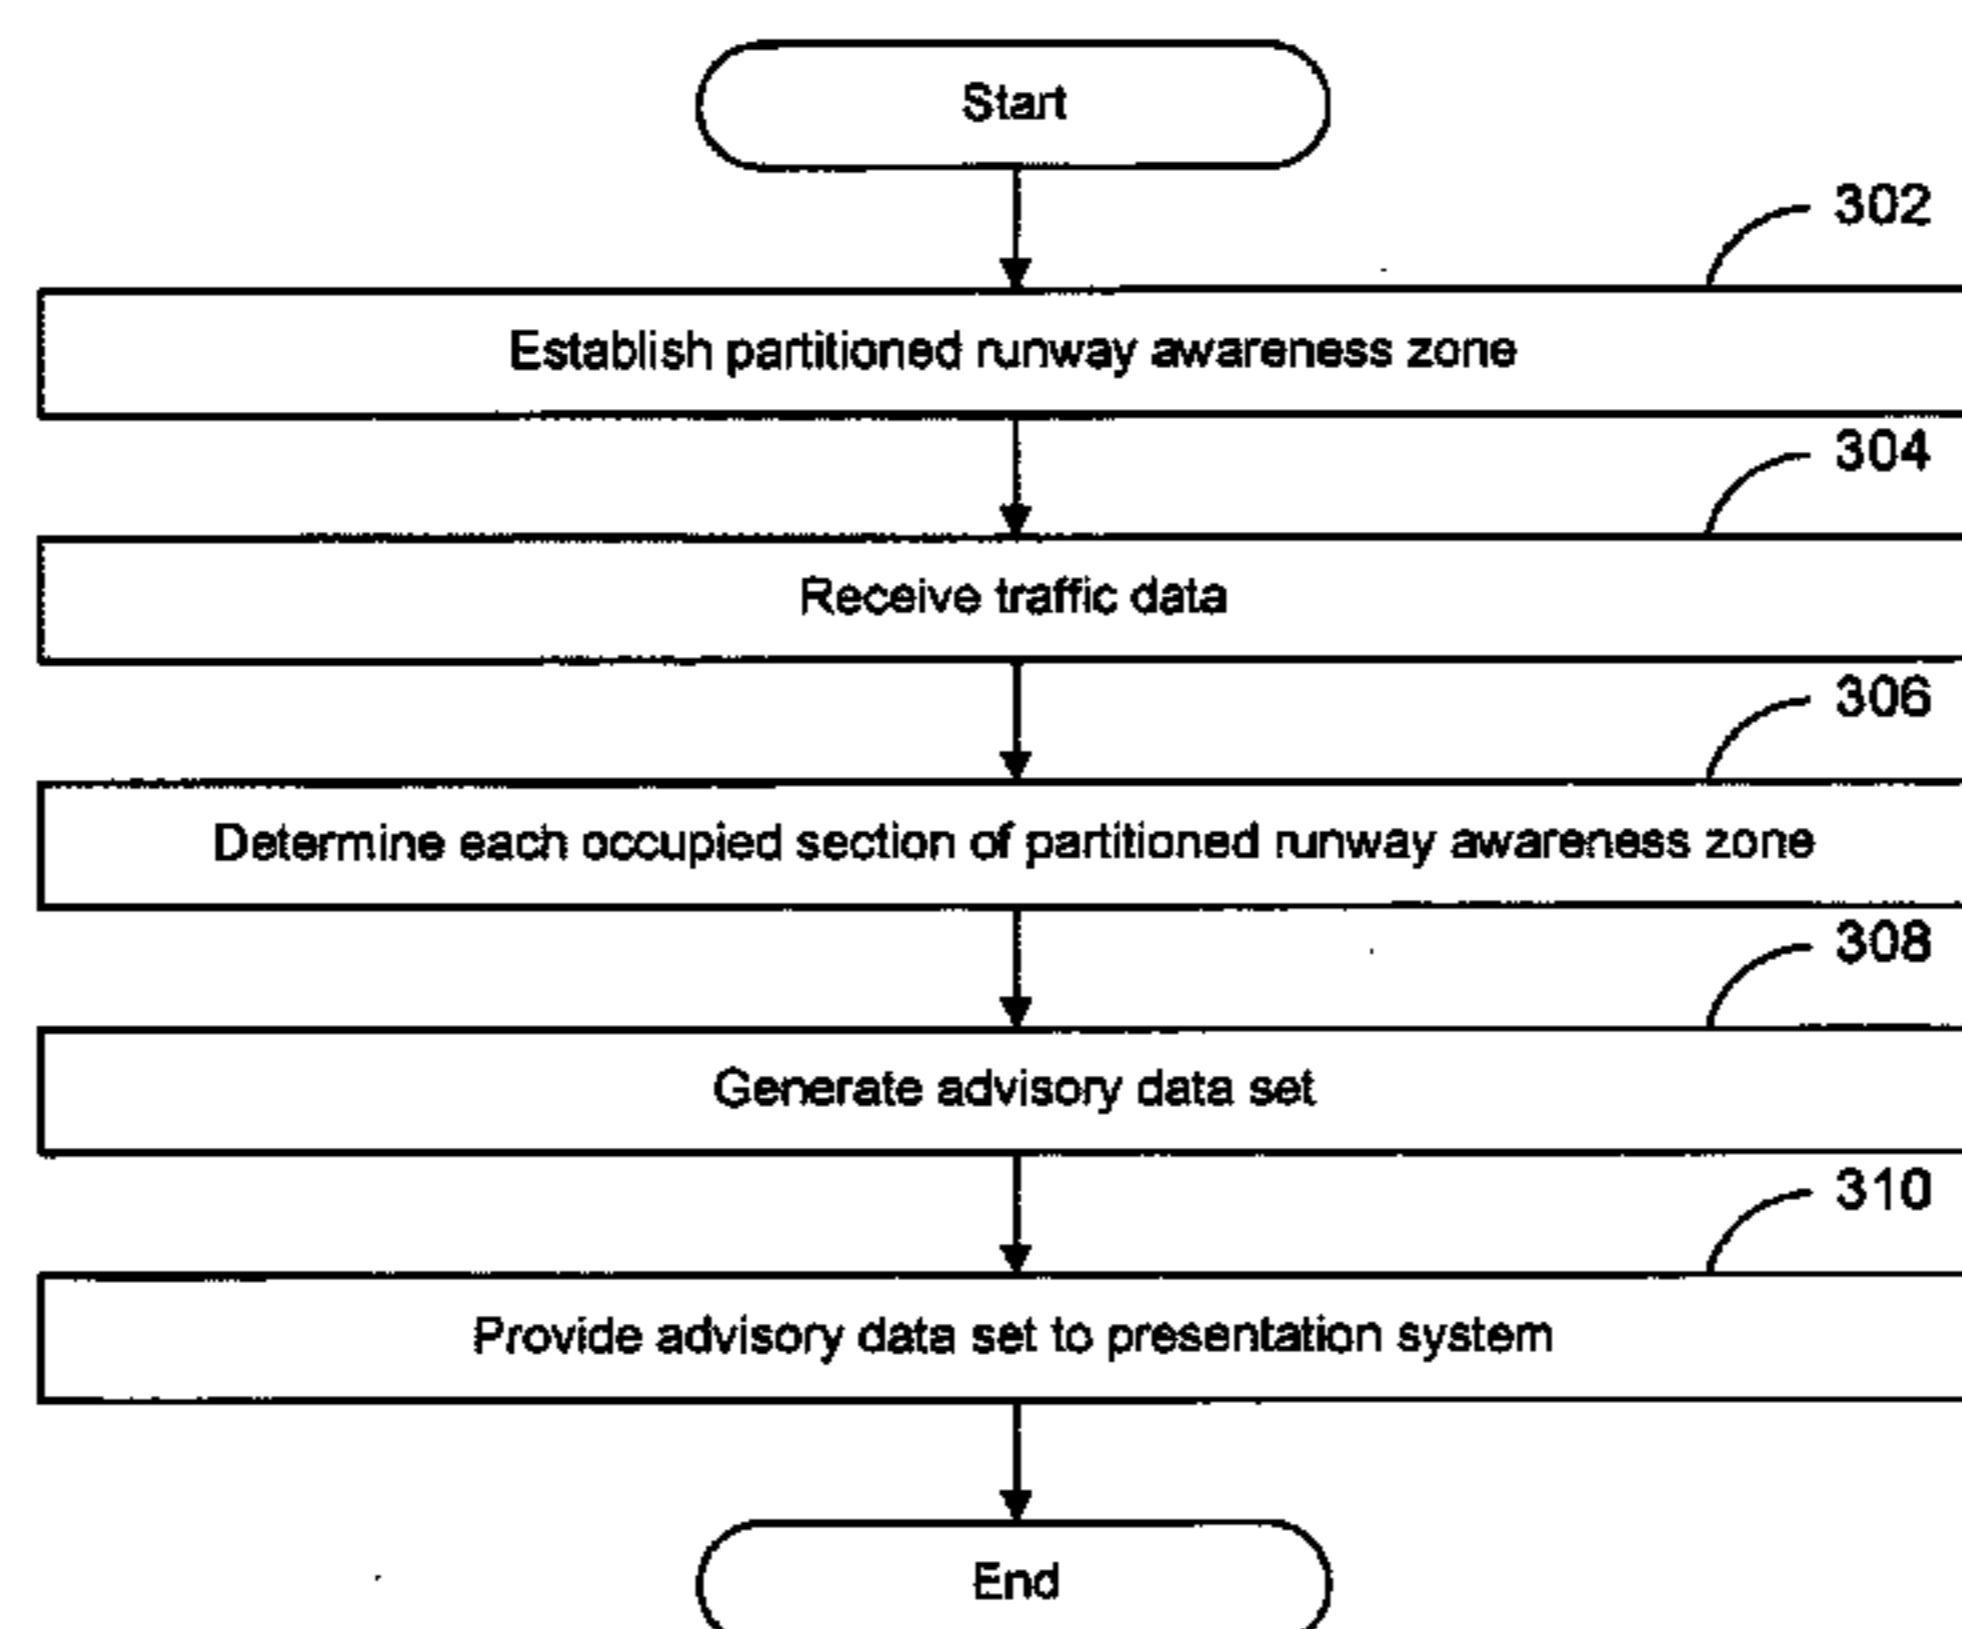 Start
302
Establish partitioned runway awareness zone
304
Receive traffic data
306
Determine each occupied section of partitioned runway awareness zone
308
Generate advisory data set
310
Provide advisory data set to presentation system
End